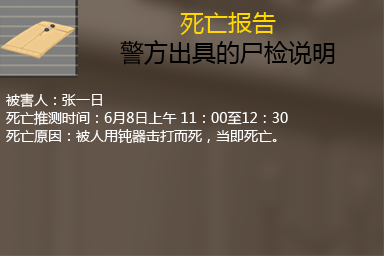 死亡报告
警方出具的尸检说明
被害人：张一日
死亡推测时间：6月8日上午 11：00至12：30
死亡原因：被人用钝器击打而死，当即死亡。